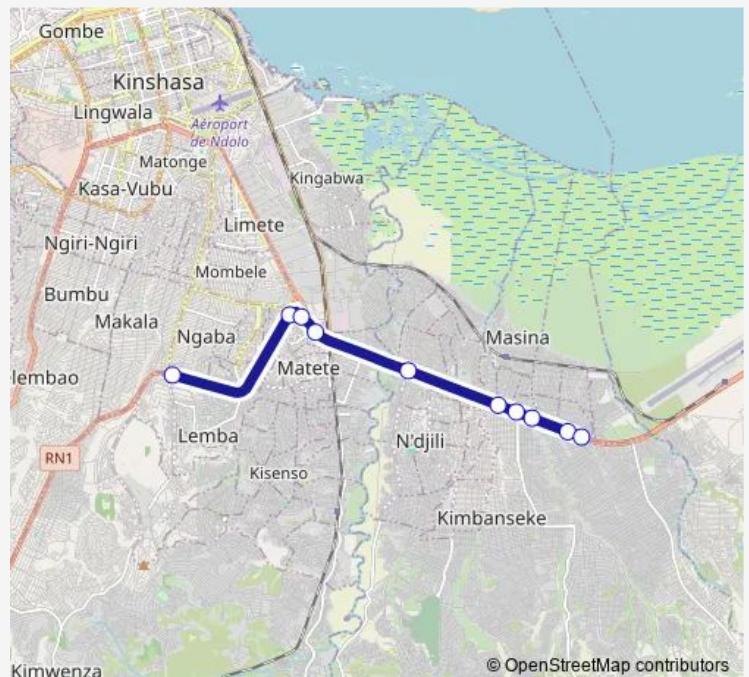 Gombe
Kinshasa
Lingwala
Aéroport
de Ndolo
Matonge
Kingabwa
Kasa-Vubu
Limete
Ngiri-Ngiri
Mombele
Bumbu
Makala
Masina
Ngaba
Matete
lembao
Lemba
N'djili
RN1
Kisenso
Kimbanseke
© OpenStreetMap contributors
Kimwenza